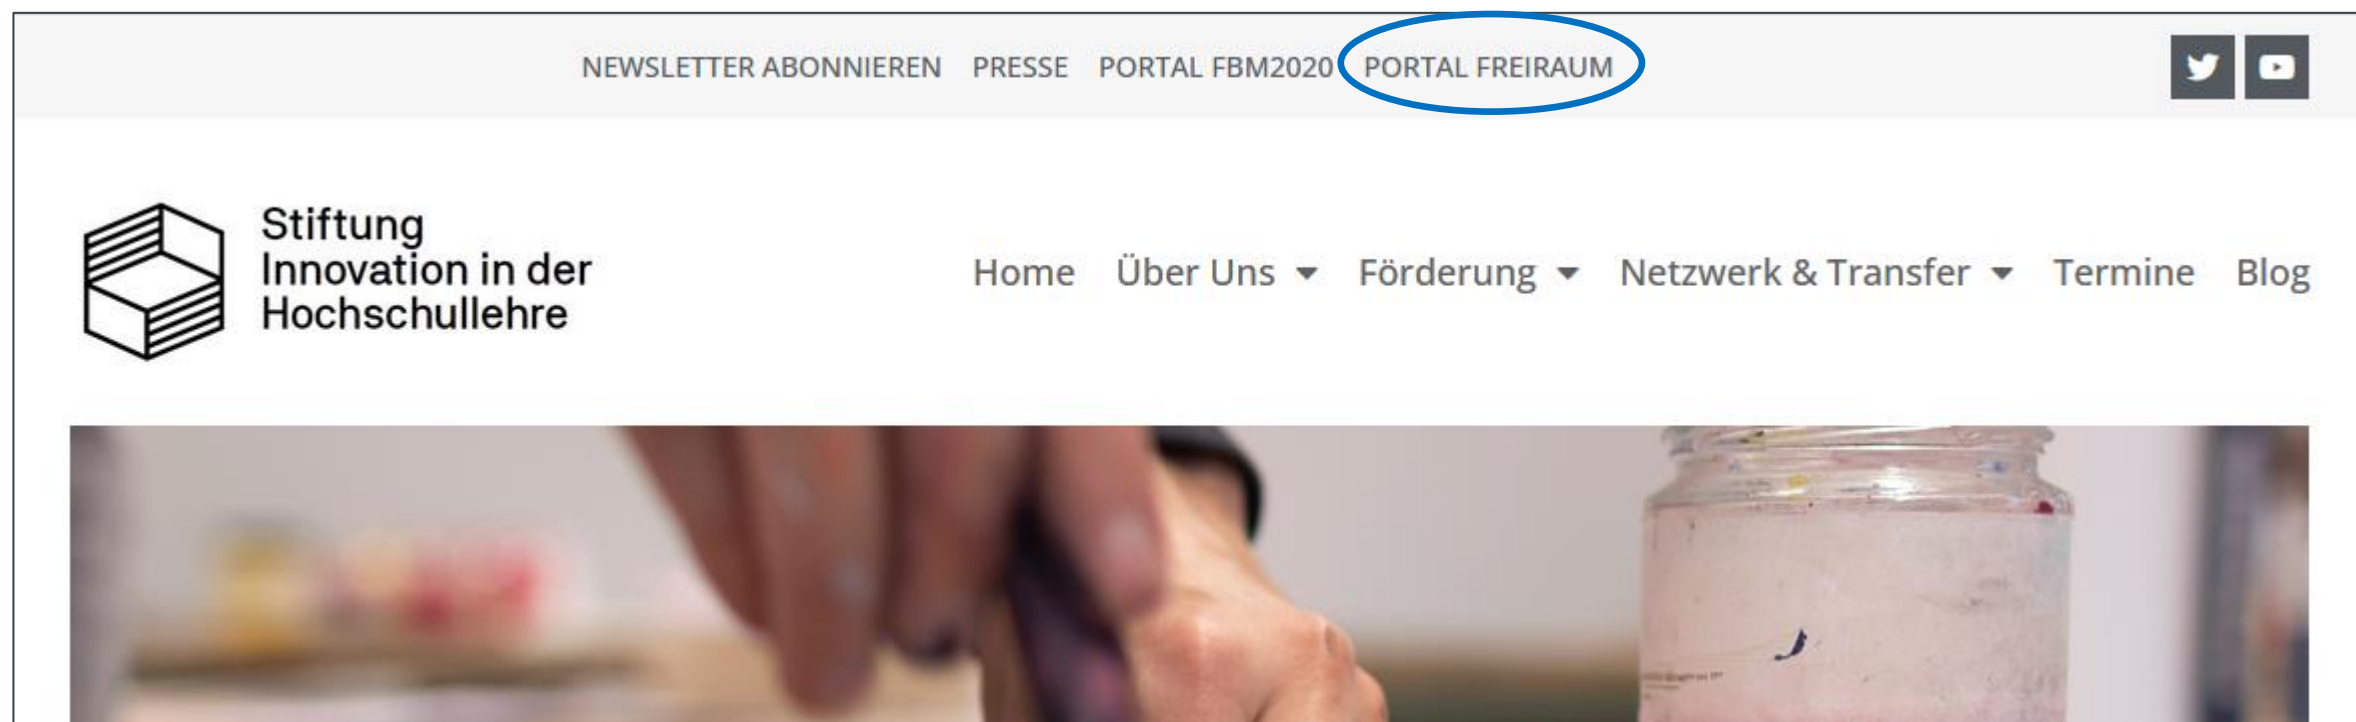 NEWSLETTER ABONNIEREN PRESSE PORTAL FBM2020 PORTAL FREIRAUM
Stiftung
Innovation in der
Hochschullehre
Home Über Uns Förderung Netzwerk & Transfer Termine Blog